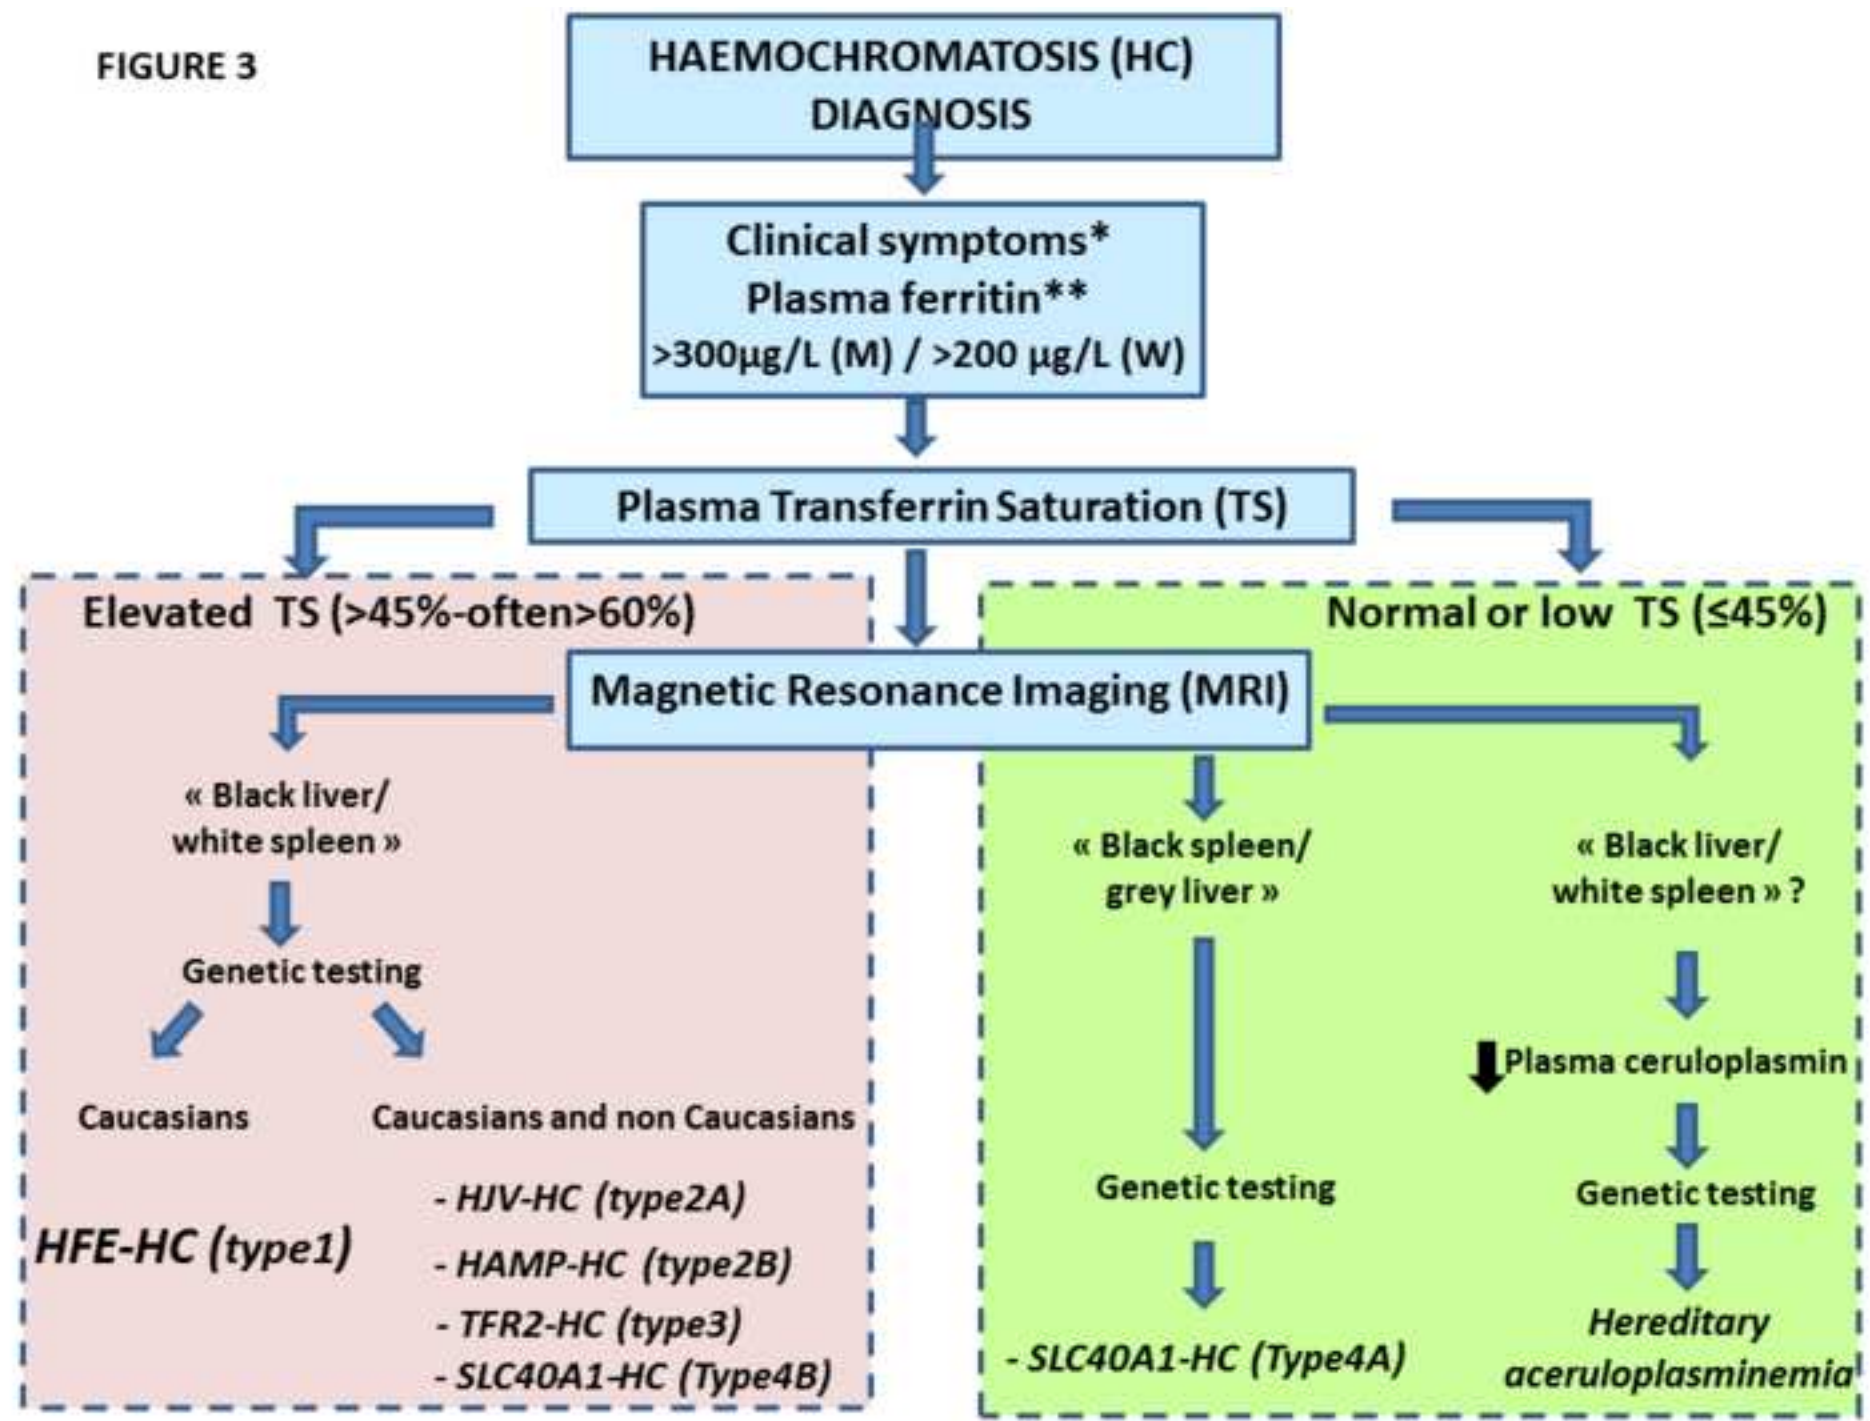 FIGURE 3
HAEMOCHROMATOSIS (HC)
DIAGNOSIS
Clinical symptoms*
Plasma ferritin**
>300µg/L (M) / >200 µg/L (W)
Plasma Transferrin Saturation (TS)
Elevated TS (>45%-often>60%)
Normal or low TS (≤45%)
Magnetic Resonance Imaging (MRI)
« Black liver/
white spleen »
Genetic testing
Caucasians
Caucasians and non Caucasians
HFE-HC (type1)
- HJV-HC (type2A)
- HAMP-HC (type2B)
- TFR2-HC (type3)
- SLC40A1-HC (Type4B)
« Black spleen/
grey liver »
Genetic testing
- SLC40A1-HC (Type4A)
« Black liver/
white spleen » ?
Plasma ceruloplasmin
Genetic testing
Hereditary
aceruloplasminemia